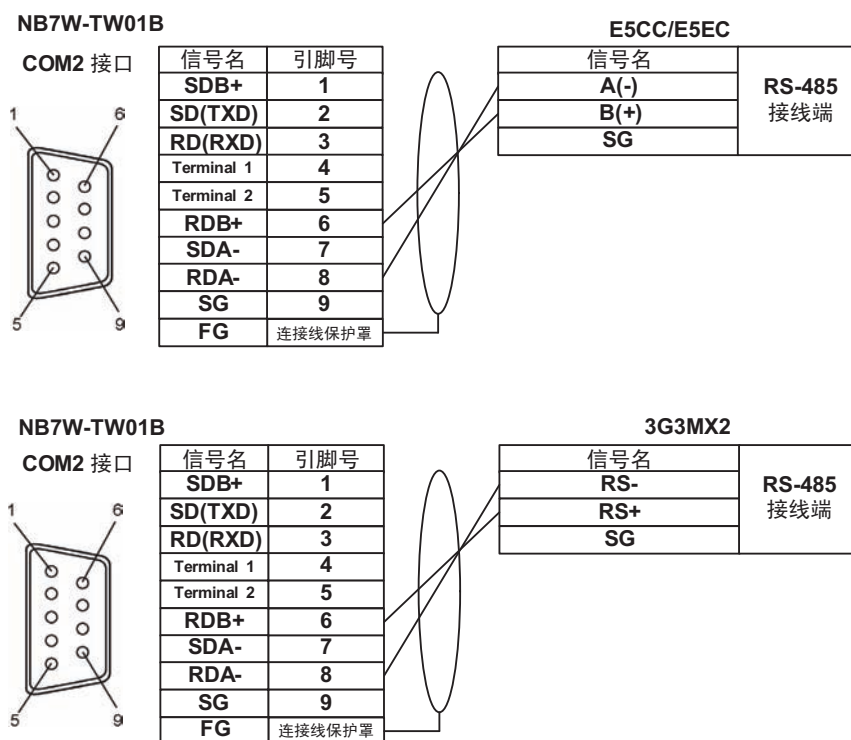 NB7W-TW01B
COM2 接口
1 6
5 9
信号名 引脚号
SDB+ 1
SD(TXD) 2
RD(RXD) 3
Terminal 1 4
Terminal 2 5
RDB+ 6
SDA- 7
RDA- 8
SG 9
FG 连接线保护罩
E5CC/E5EC
信号名
A(-)
B(+)
SG
RS-485
接线端
NB7W-TW01B
COM2 接口
1 6
5 9
信号名 引脚号
SDB+ 1
SD(TXD) 2
RD(RXD) 3
Terminal 1 4
Terminal 2 5
RDB+ 6
SDA- 7
RDA- 8
SG 9
FG 连接线保护罩
3G3MX2
信号名
RS-
RS+
SG
RS-485
接线端